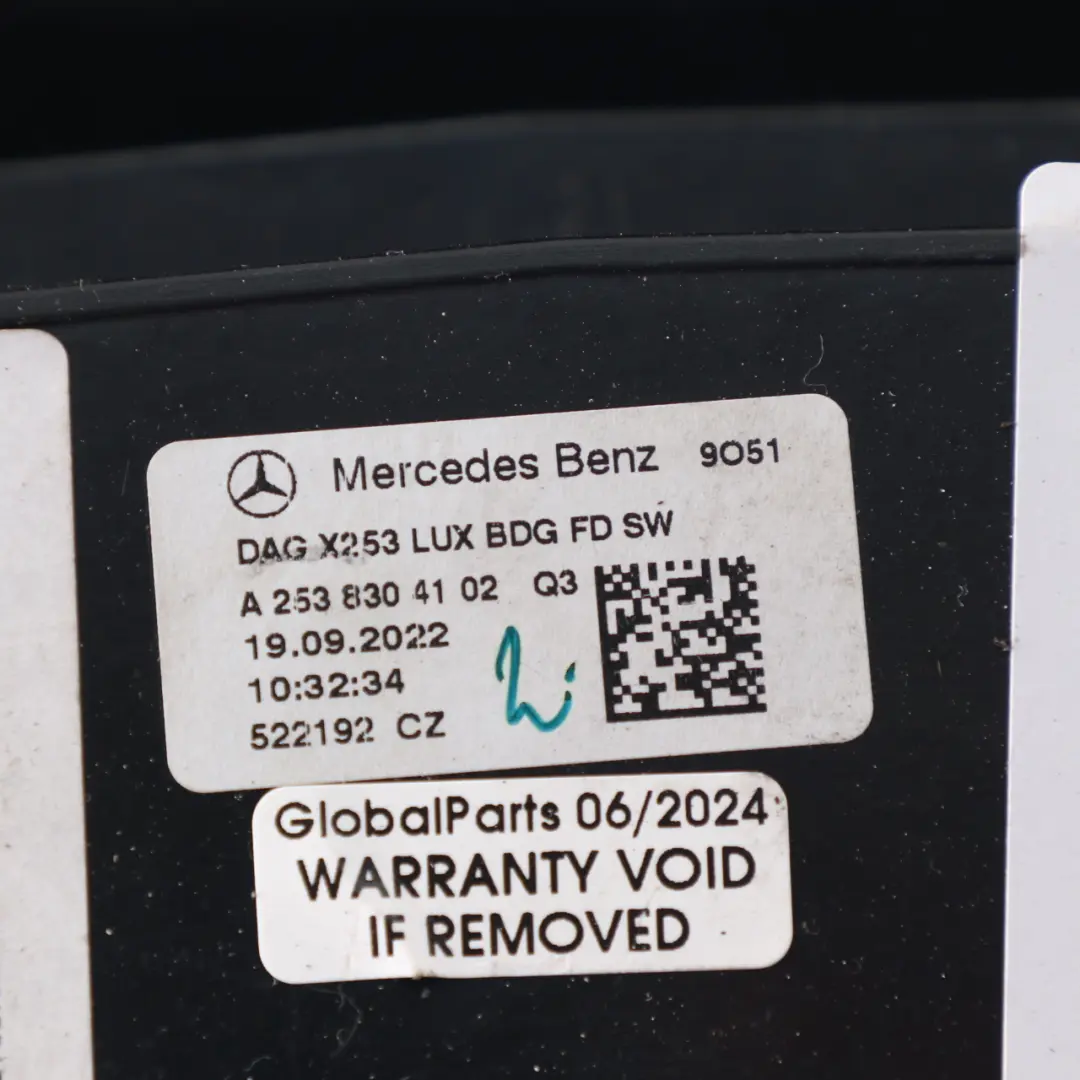 Mercedes Benz 9051
DAG X253 LUX BDG FD SW
A 253 830 41 02 Q3
19.09.2022
10:32:34
522192 CZ
GlobalParts 06/2024
WARRANTY VOID
IF REMOVED